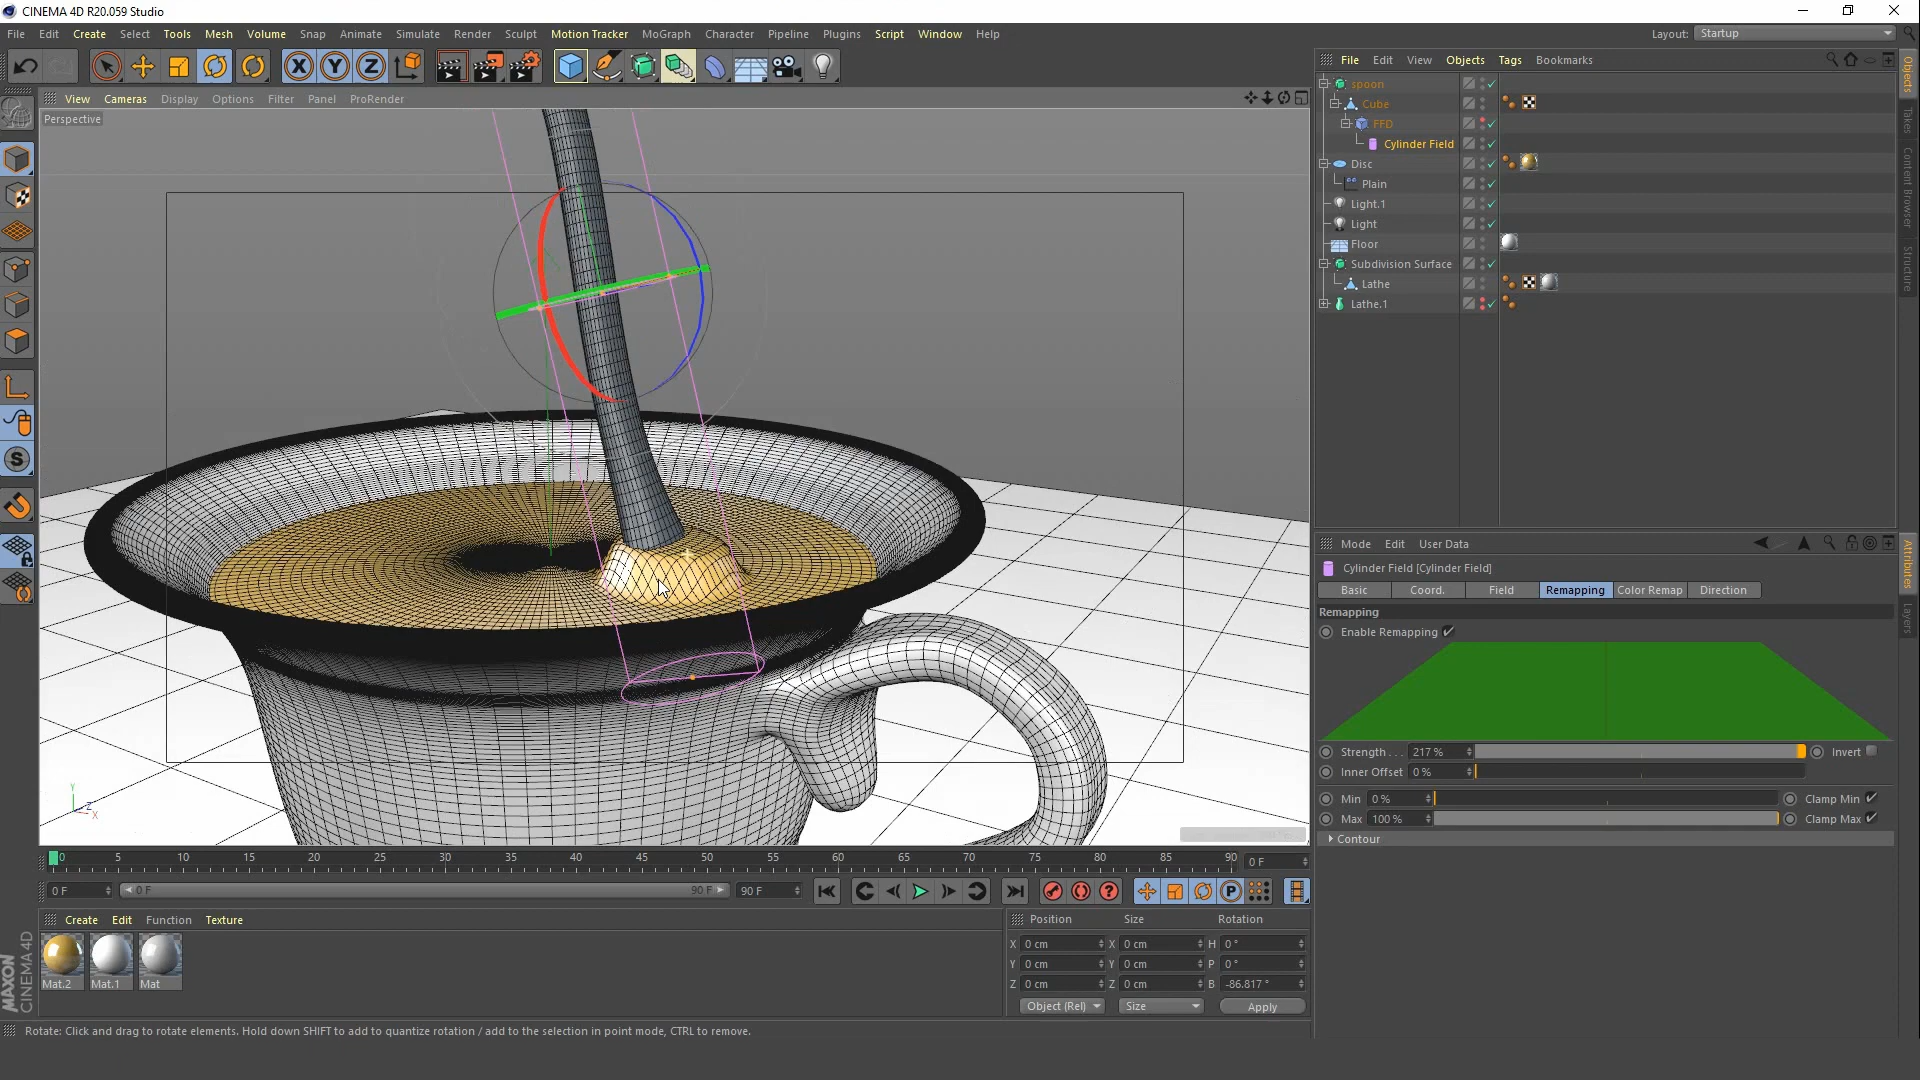 CINEMA 4D R20.059 Studio
File Edit Create Select Tools Mesh Volume Snap Animate Simulate Render Sculpt Motion Tracker MoGraph Character Pipeline Plugins Script Window Help
Layout: Startup
View Cameras Display Options Filter Panel ProRender
Perspective
X Y Z
File Edit View Objects Tags Bookmarks
spoon
Cube
FFD
Cylinder Field
Disc
Plain
Light.1
Light
Floor
Subdivision Surface
Lathe
Lathe.1
Objects
Takes
Content Browser
Structure
Mode Edit User Data
Cylinder Field [Cylinder Field]
Basic Coord. Field Remapping Color Remap Direction
Remapping
Enable Remapping
Strength . . . 217 % Invert
Inner Offset 0 %
Min 0 % Clamp Min
Max 100 % Clamp Max
Contour
Attributes
Layers
Y
Z
X
0 5 10 15 20 25 30 35 40 45 50 55 60 65 70 75 80 85 90 0 F
0 F 0 F 90 F 90 F
Create Edit Function Texture
Mat.2 Mat.1 Mat
Position Size Rotation
X 0 cm X 0 cm H 0 °
Y 0 cm Y 0 cm P 0 °
Z 0 cm Z 0 cm B -86.817 °
Object (Rel) Size Apply
MAXON CINEMA 4D
Rotate: Click and drag to rotate elements. Hold down SHIFT to add to quantize rotation / add to the selection in point mode, CTRL to remove.